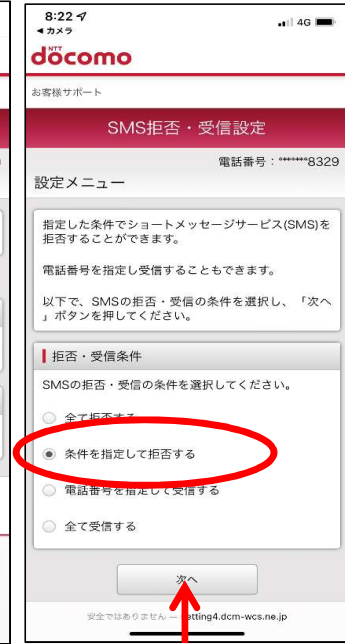 8:22
4G
◀ カメラ
NTT
döcomo
お客様サポート
SMS拒否・受信設定
電話番号：*******8329
設定メニュー
指定した条件でショートメッセージサービス(SMS)を
拒否することができます。
電話番号を指定し受信することもできます。
以下で、SMSの拒否・受信の条件を選択し、「次へ
」ボタンを押してください。
拒否・受信条件
SMSの拒否・受信の条件を選択してください。
全て拒否する
条件を指定して拒否する
電話番号を指定して受信する
全て受信する
次へ
安全ではありません — setting4.dcm-wcs.ne.jp